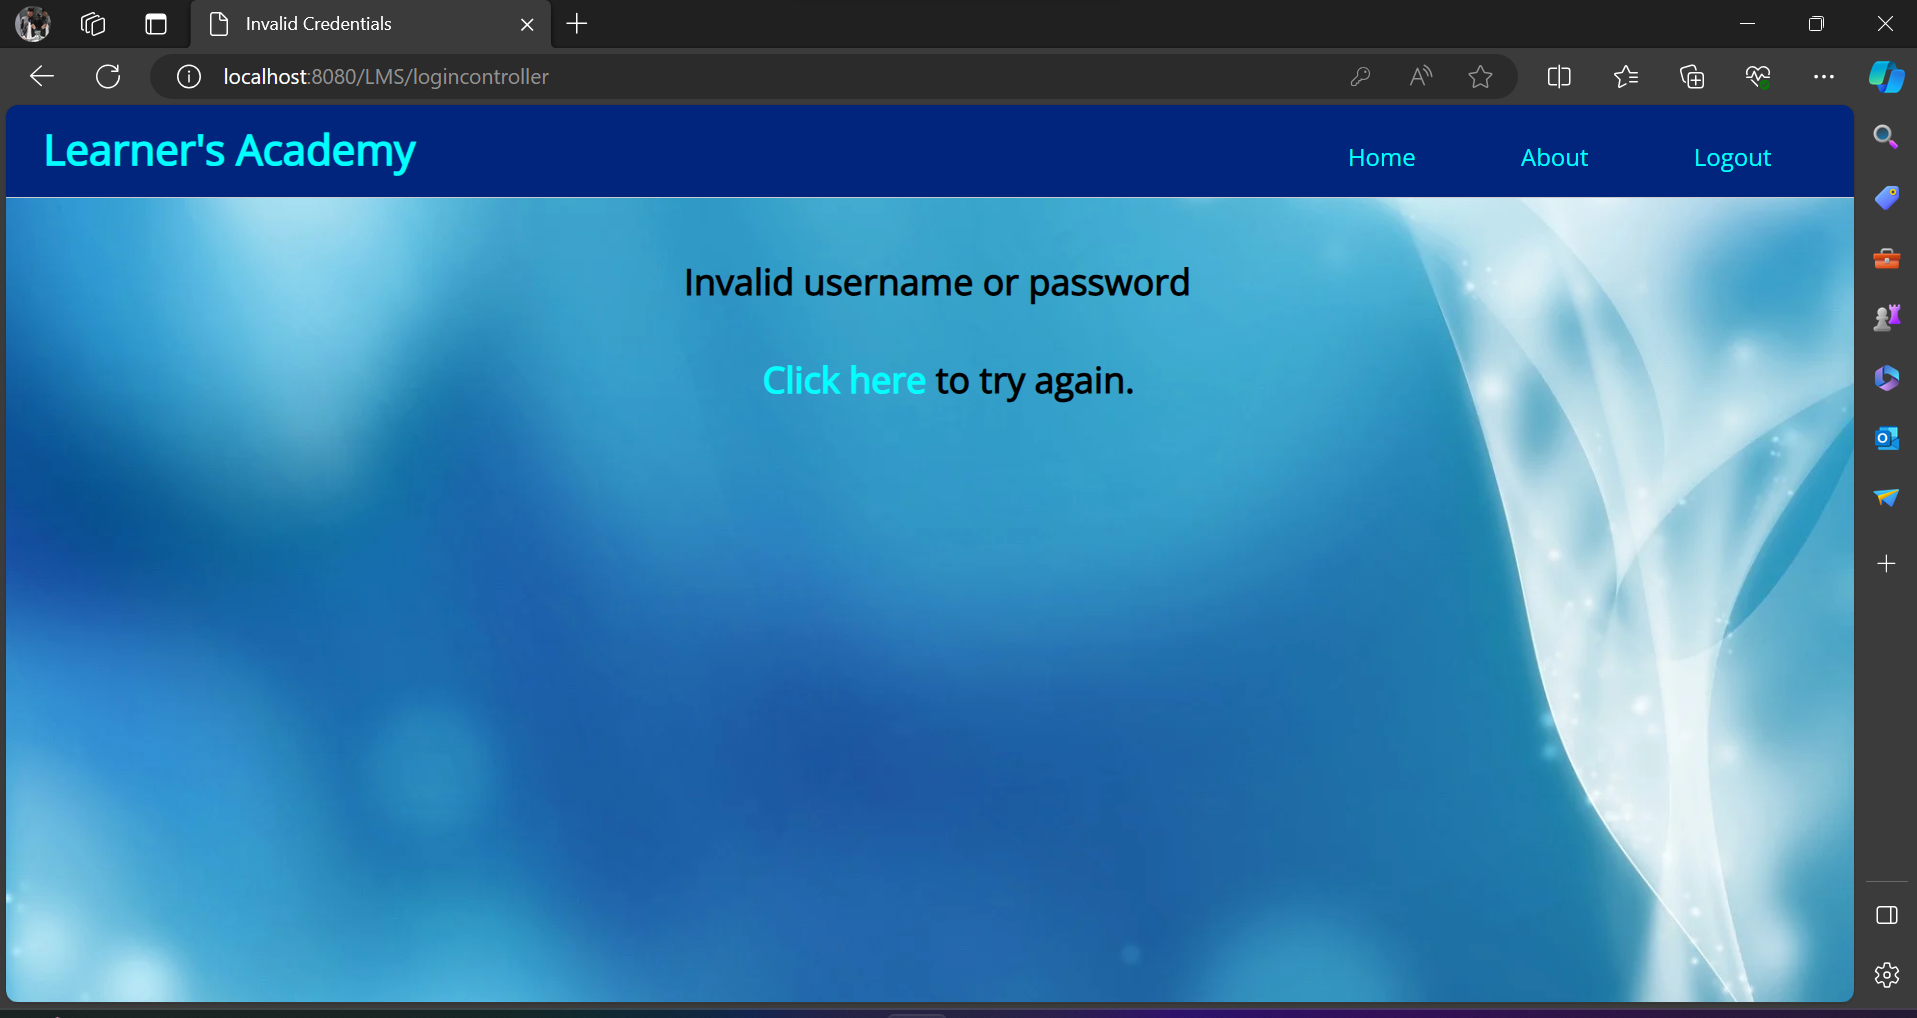 Invalid Credentials
localhost:8080/LMS/logincontroller
Learner's Academy
Home About Logout
Invalid username or password
Click here to try again.